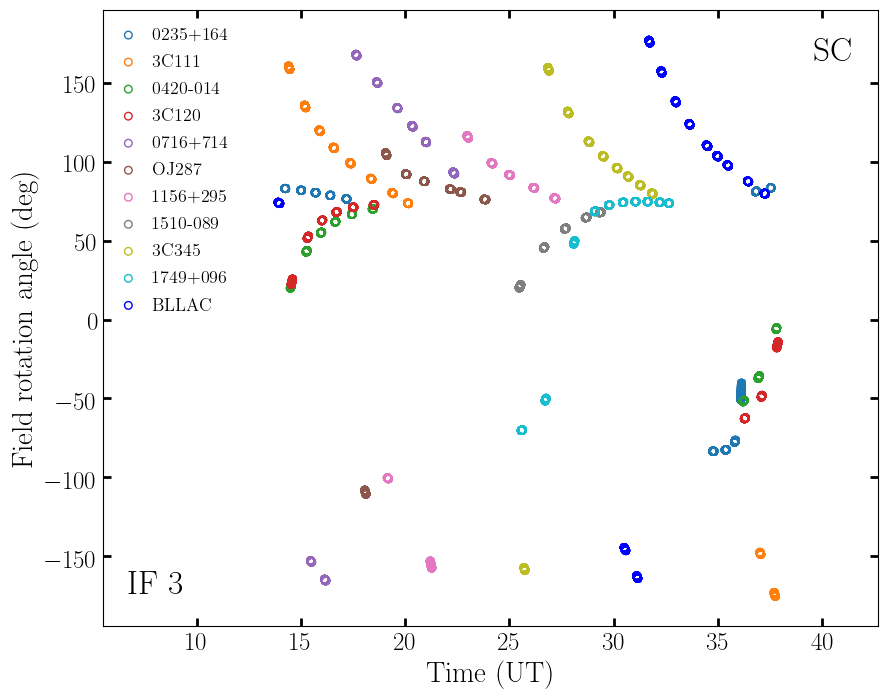 SC
0235+164
3C111
0420-014
3C120
0716+714
OJ287
1156+295
1510-089
3C345
1749+096
BLLAC
IF 3
Field rotation angle (deg)
150
100
50
0
−50
−100
−150
10 15 20 25 30 35 40
Time (UT)